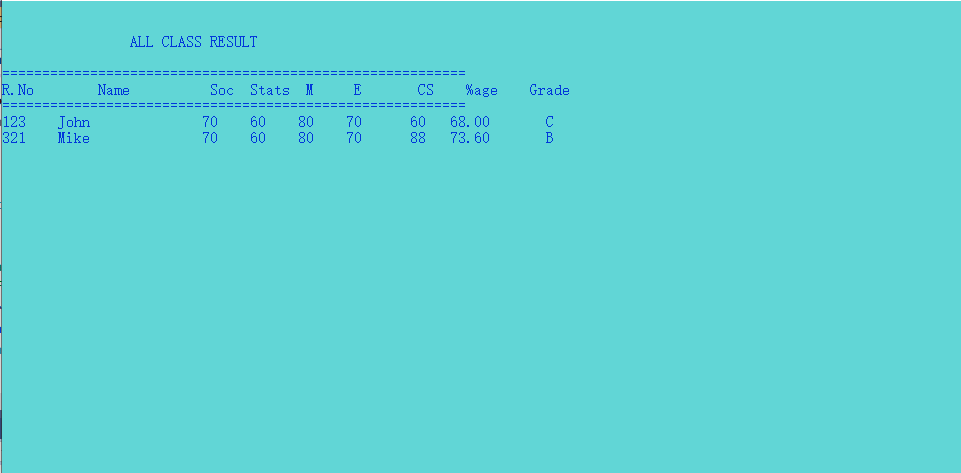 ALL CLASS RESULT
==========================================================
R.No Name Soc Stats M E CS %age Grade
==========================================================
123 John 70 60 80 70 60 68.00 C
321 Mike 70 60 80 70 88 73.60 B